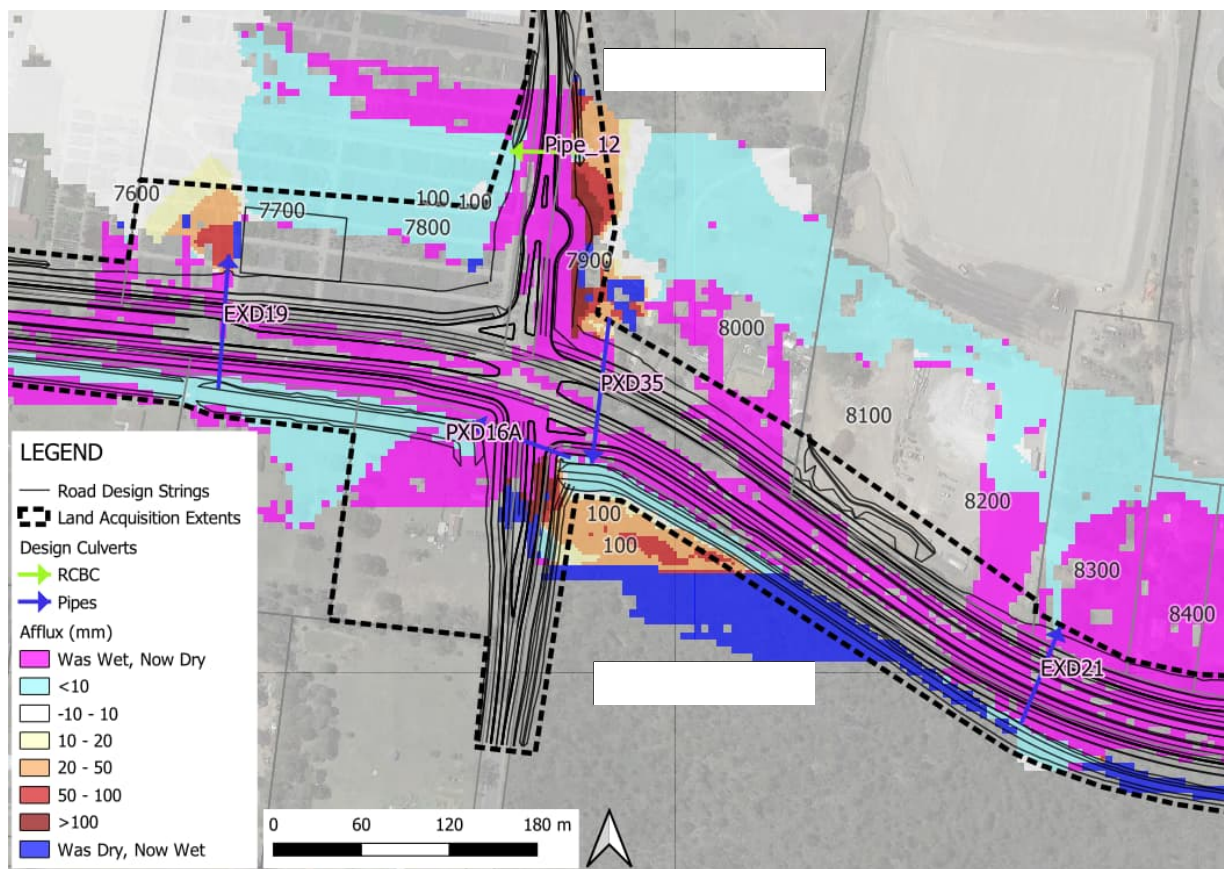 Pipe_12
7600
7700
100 100
7800
7900
EXD19
8000
PXD35
8100
PXD16A
8200
100
100
8300
8400
EXD21
LEGEND
Road Design Strings
Land Acquisition Extents
Design Culverts
RCBC
Pipes
Afflux (mm)
Was Wet, Now Dry
<10
-10 - 10
10 - 20
20 - 50
50 - 100
>100
Was Dry, Now Wet
0 60 120 180 m